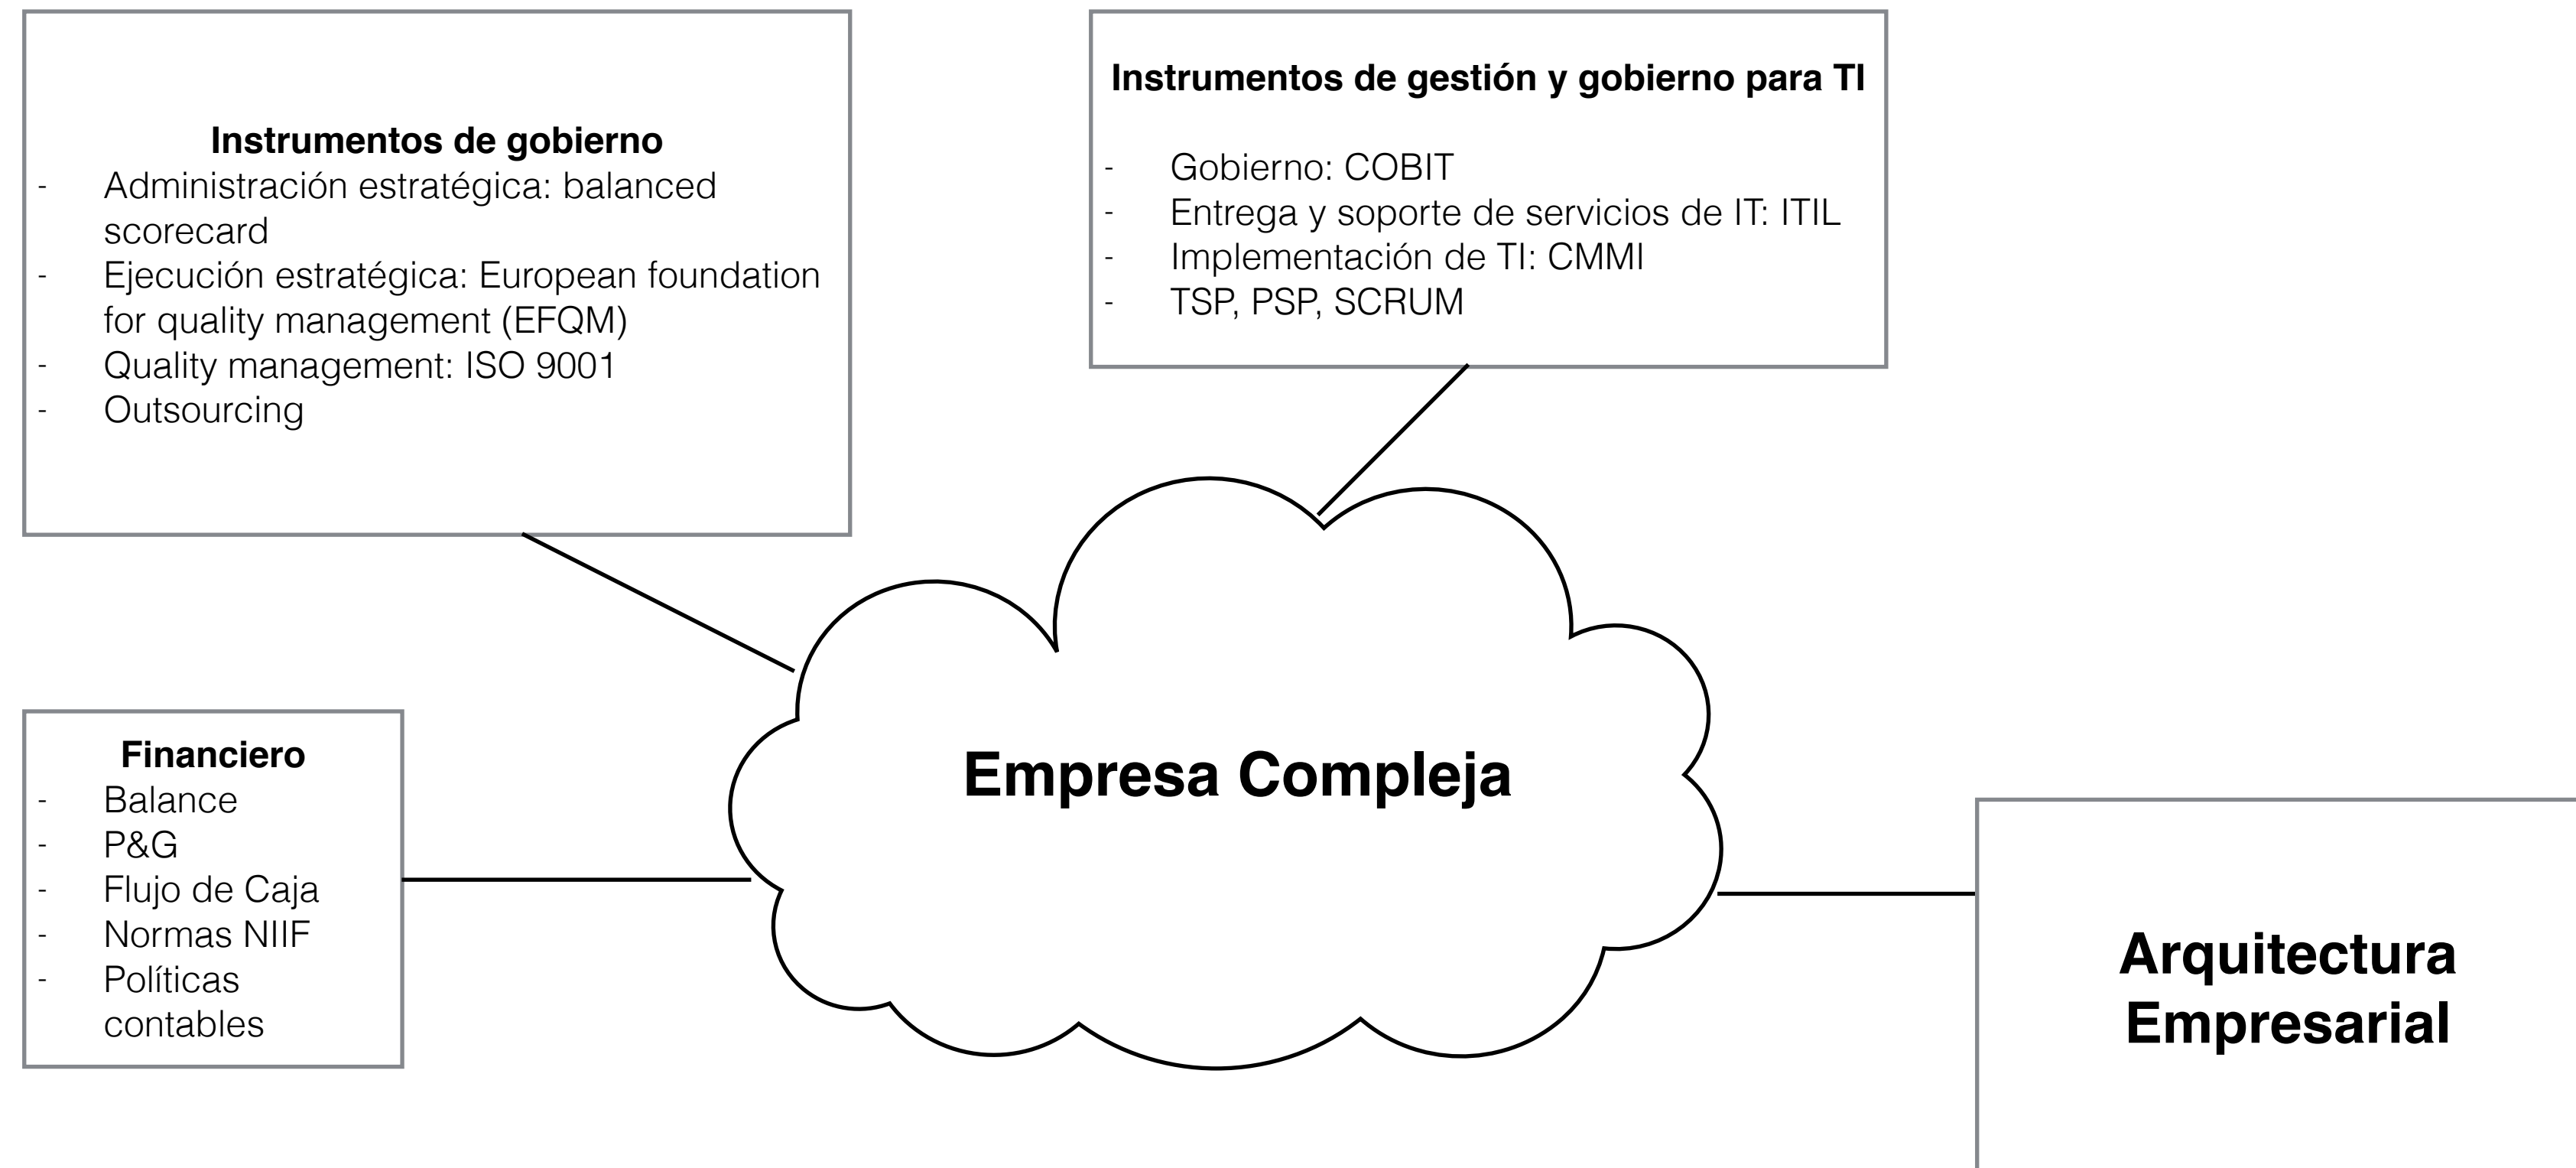 Instrumentos de gobierno
- Administración estratégica: balanced
scorecard
- Ejecución estratégica: European foundation
for quality management (EFQM)
- Quality management: ISO 9001
- Outsourcing
Instrumentos de gestión y gobierno para TI
- Gobierno: COBIT
- Entrega y soporte de servicios de IT: ITIL
- Implementación de TI: CMMI
- TSP, PSP, SCRUM
Financiero
- Balance
- P&G
- Flujo de Caja
- Normas NIIF
- Políticas
contables
Empresa Compleja
Arquitectura
Empresarial